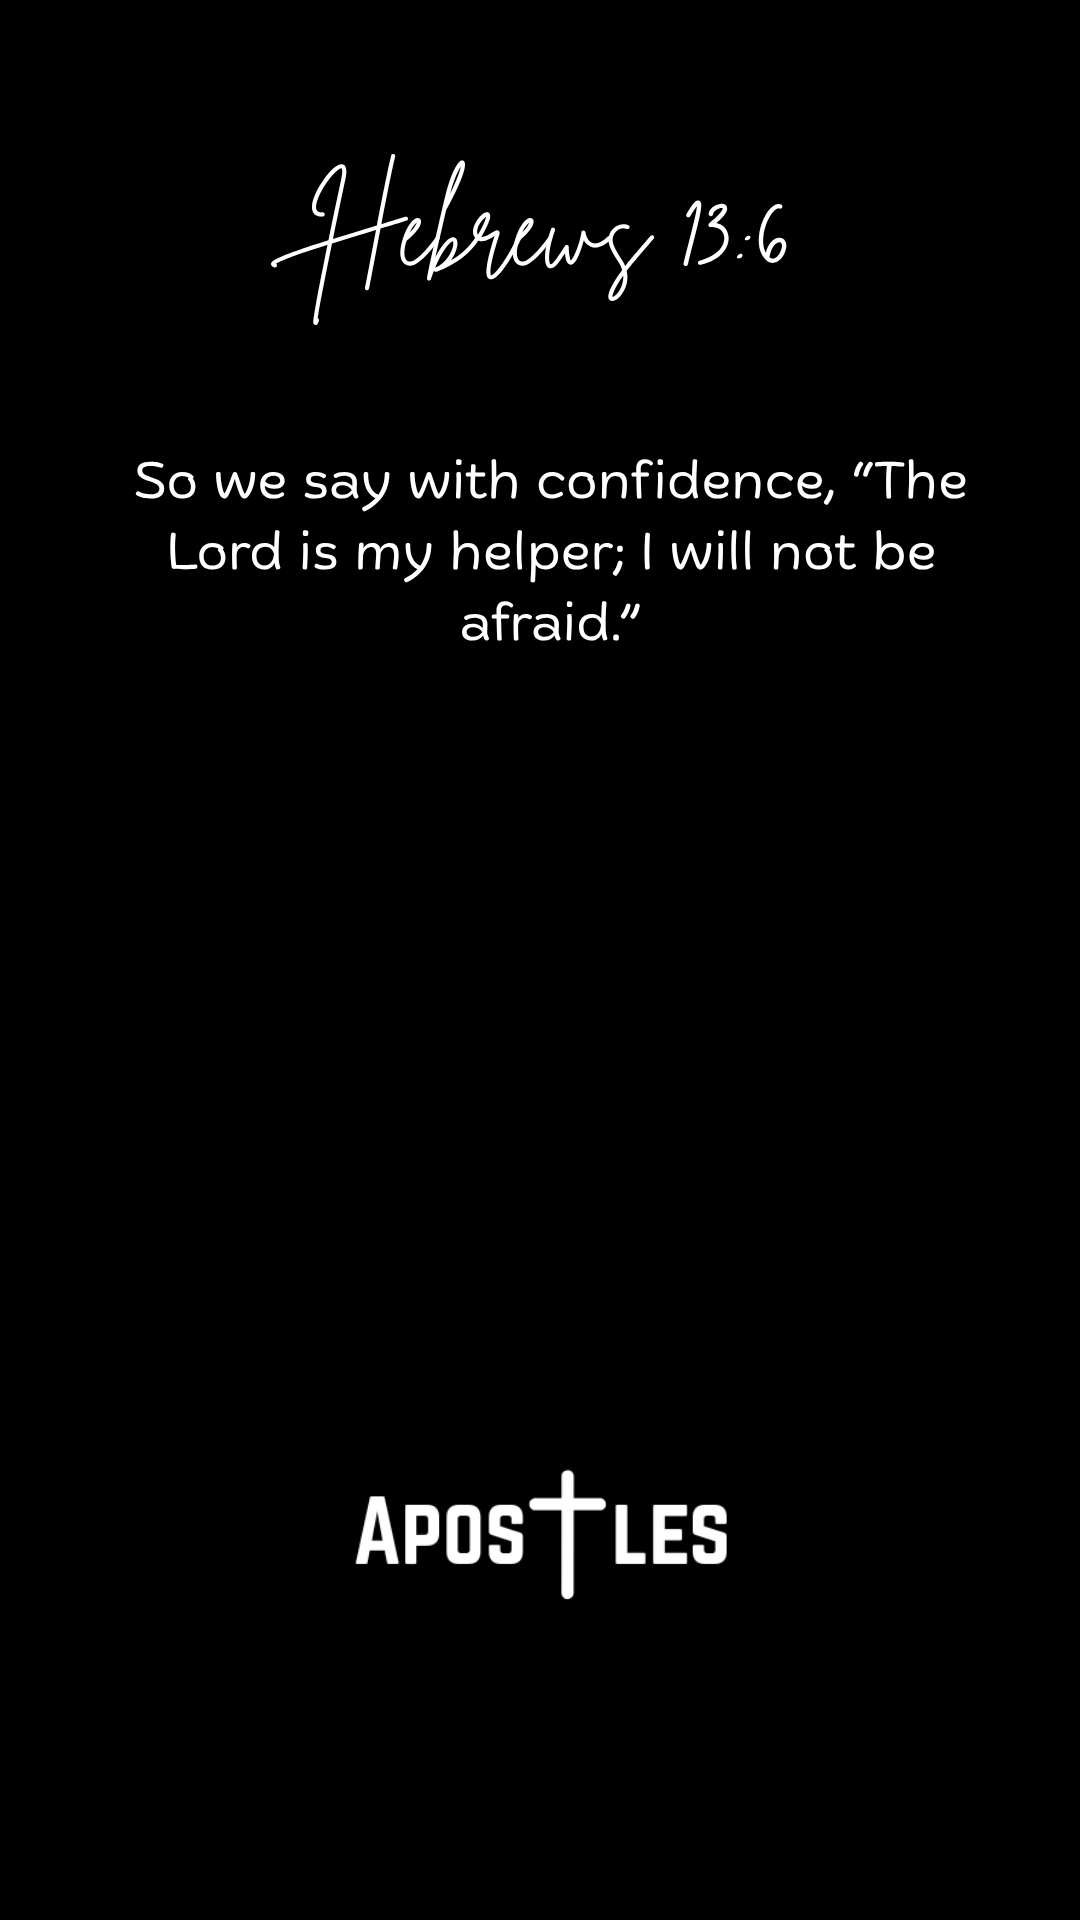 Hebrews 13:6
So we say with confidence, “The
Lord is my helper; I will not be
afraid.”
APOSTLES